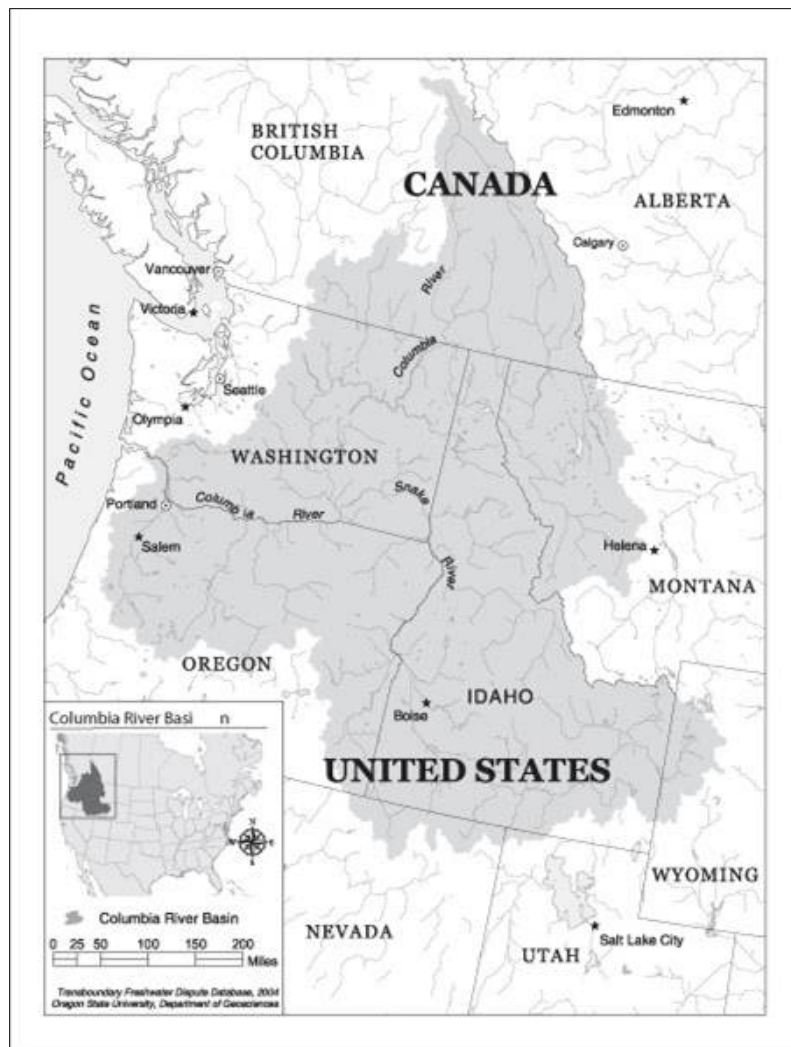 Edmonton
BRITISH
COLUMBIA
CANADA
ALBERTA
Calgary
Vancouver
River
Victoria
Columbia
Pacific Ocean
Seattle
Olympia
WASHINGTON
Snake
Portland
Columbia River
Salem
Helena
River
MONTANA
OREGON
IDAHO
Boise
UNITED STATES
WYOMING
NEVADA
Salt Lake City
UTAH
Columbia River Basi n
N
W E
S
Columbia River Basin
0 25 50 100 150 200
Miles
Transboundary Freshwater Dispute Database, 2004
Oregon State University, Department of Geosciences